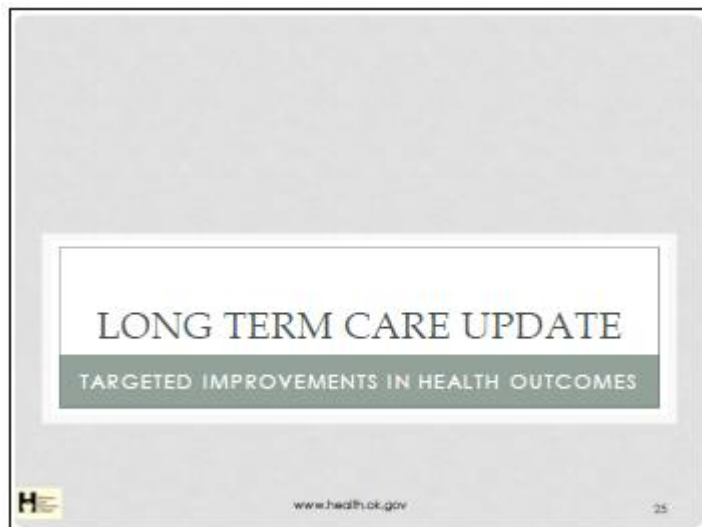 LONG TERM CARE UPDATE
TARGETED IMPROVEMENTS IN HEALTH OUTCOMES
H
www.health.ok.gov
25